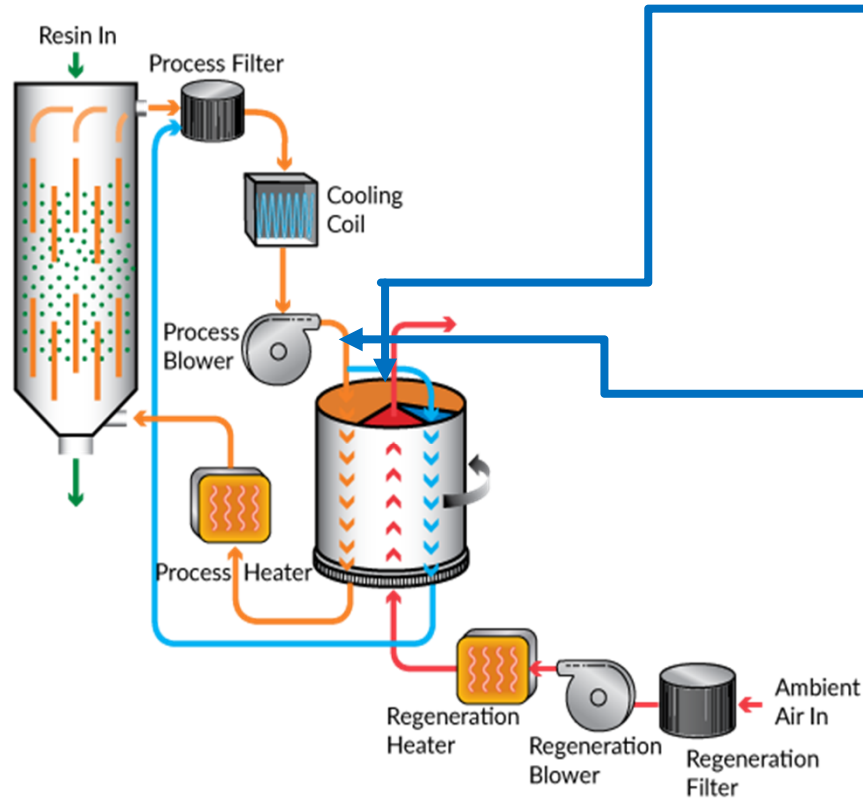 Resin In
Process Filter
Cooling
Coil
Process
Blower
Process Heater
Regeneration
Heater
Regeneration
Blower
Ambient
Air In
Regeneration
Filter